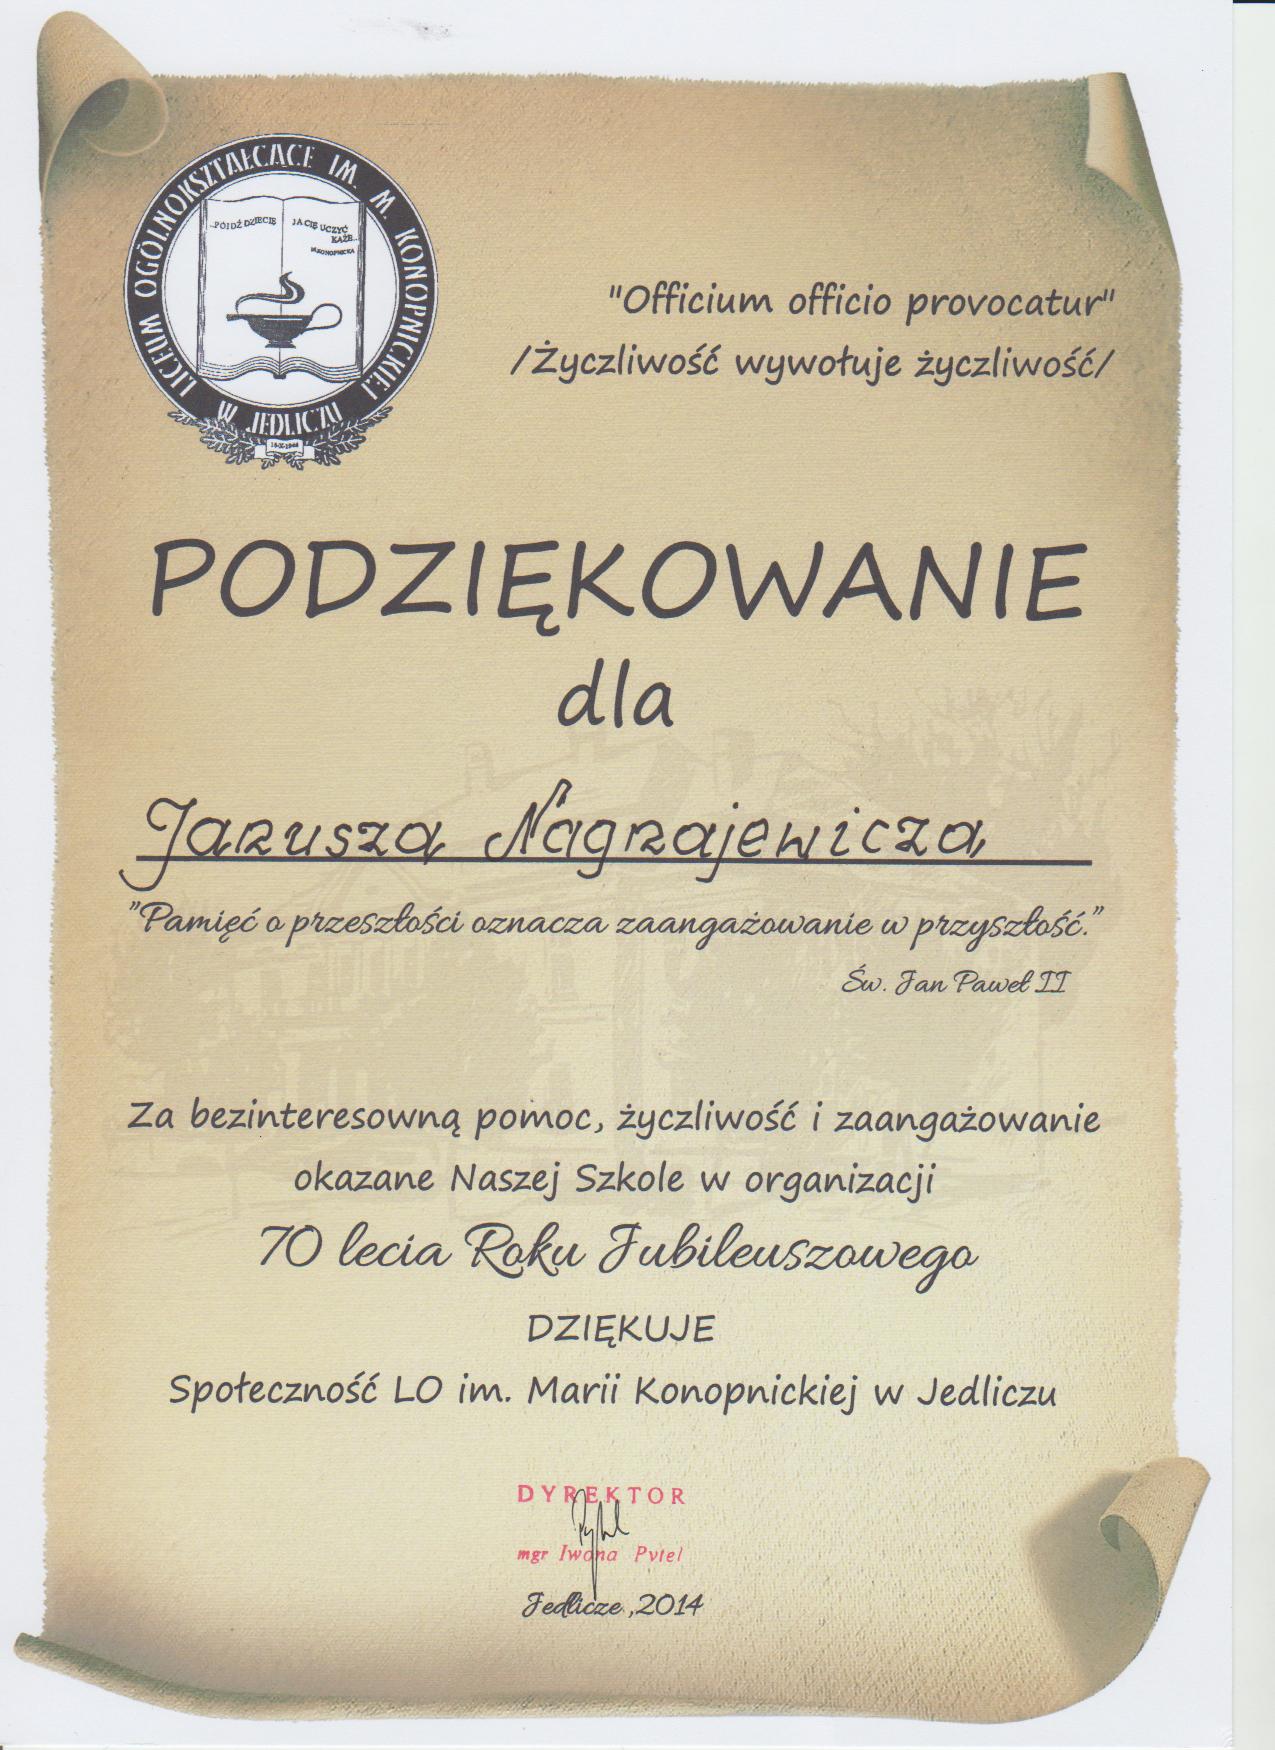 LICEUM OGÓLNOKSZTAŁCĄCE IM. M. KONOPNICKIEJ
W JEDLICZU
„PÓJDŹ DZIECIĘ JA CIĘ UCZYĆ
KAŻĘ...
M.KONOPNICKA
"Officium officio provocatur"
/Życzliwość wywołuje życzliwość/
PODZIĘKOWANIE
dla
Janusza Nagnajewicza
"Pamięć o przeszłości oznacza zaangażowanie w przyszłość."
Św. Jan Paweł II
Za bezinteresowną pomoc, życzliwość i zaangażowanie
okazane Naszej Szkole w organizacji
70 lecia Roku Jubileuszowego
DZIĘKUJE
Społeczność LO im. Marii Konopnickiej w Jedliczu
DYREKTOR
mgr Iwona Pytel
Jedlicze ,2014